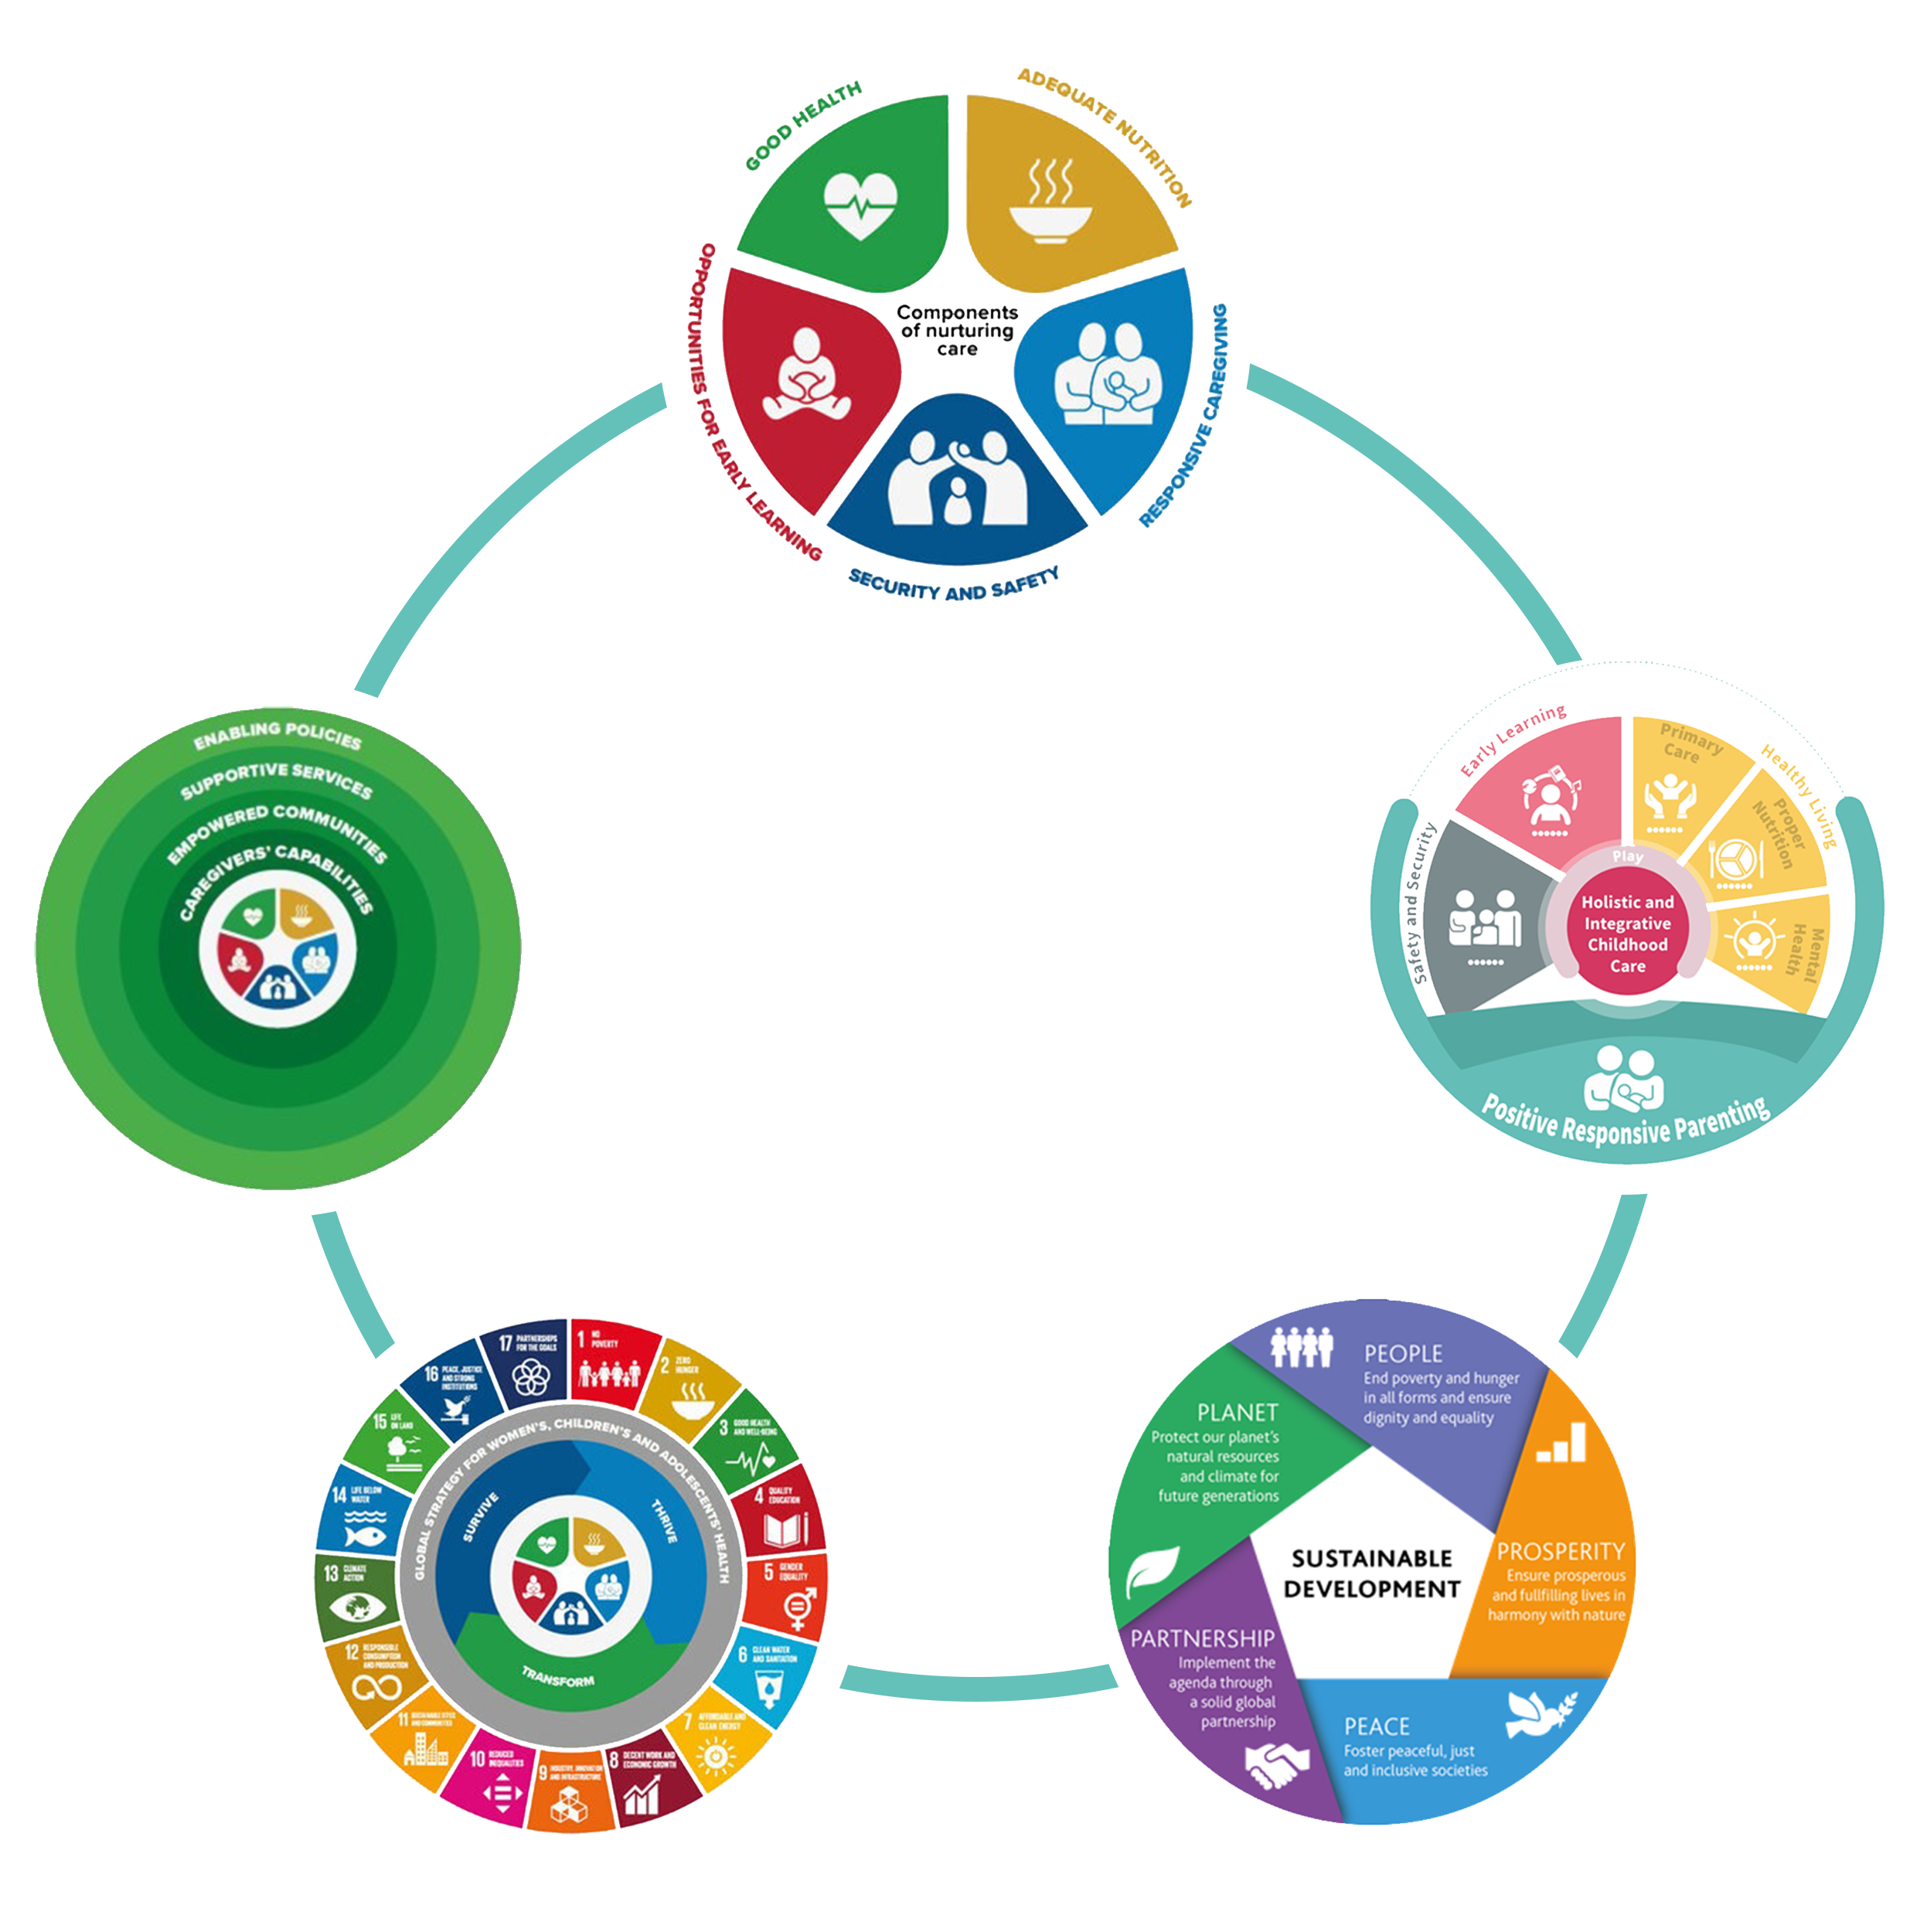 GOOD HEALTH
ADEQUATE NUTRITION
OPPORTUNITIES FOR EARLY LEARNING
RESPONSIVE CAREGIVING
SECURITY AND SAFETY
Components
of nurturing
care
ENABLING POLICIES
SUPPORTIVE SERVICES
EMPOWERED COMMUNITIES
CAREGIVERS' CAPABILITIES
Early Learning
Primary
Care
Healthy Living
Proper
Nutrition
Mental
Health
Safety and Security
Play
Holistic and
Integrative
Childhood
Care
Positive Responsive Parenting
1 NO
POVERTY
2 ZERO
HUNGER
3 GOOD HEALTH
AND WELL-BEING
4 QUALITY
EDUCATION
5 GENDER
EQUALITY
6 CLEAN WATER
AND SANITATION
7 AFFORDABLE AND
CLEAN ENERGY
8 DECENT WORK AND
ECONOMIC GROWTH
9 INDUSTRY, INNOVATION
AND INFRASTRUCTURE
10 REDUCED
INEQUALITIES
11 SUSTAINABLE CITIES
AND COMMUNITIES
12 RESPONSIBLE
CONSUMPTION
AND PRODUCTION
13 CLIMATE
ACTION
14 LIFE BELOW
WATER
15 LIFE
ON LAND
16 PEACE, JUSTICE
AND STRONG
INSTITUTIONS
17 PARTNERSHIPS
FOR THE GOALS
GLOBAL STRATEGY FOR WOMEN'S, CHILDREN'S AND ADOLESCENTS' HEALTH
SURVIVE
THRIVE
TRANSFORM
PEOPLE
End poverty and hunger
in all forms and ensure
dignity and equality
PLANET
Protect our planet's
natural resources
and climate for
future generations
PROSPERITY
Ensure prosperous
and fullfilling lives in
harmony with nature
SUSTAINABLE
DEVELOPMENT
PARTNERSHIP
Implement the
agenda through
a solid global
partnership
PEACE
Foster peaceful, just
and inclusive societies